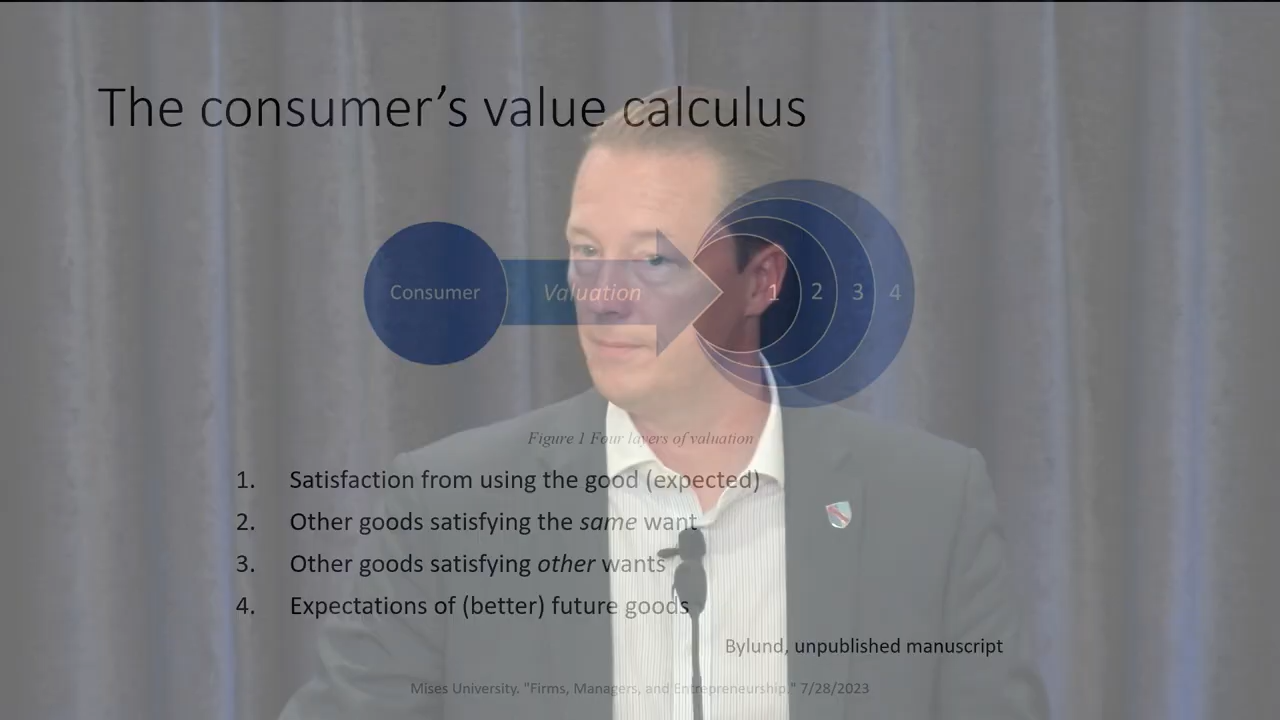 The consumer’s value calculus
Consumer
Valuation
1 2 3 4
Figure 1 Four layers of valuation
1. Satisfaction from using the good (expected)
2. Other goods satisfying the same want
3. Other goods satisfying other wants
4. Expectations of (better) future goods
Bylund, unpublished manuscript
Mises University. "Firms, Managers, and Entrepreneurship." 7/28/2023